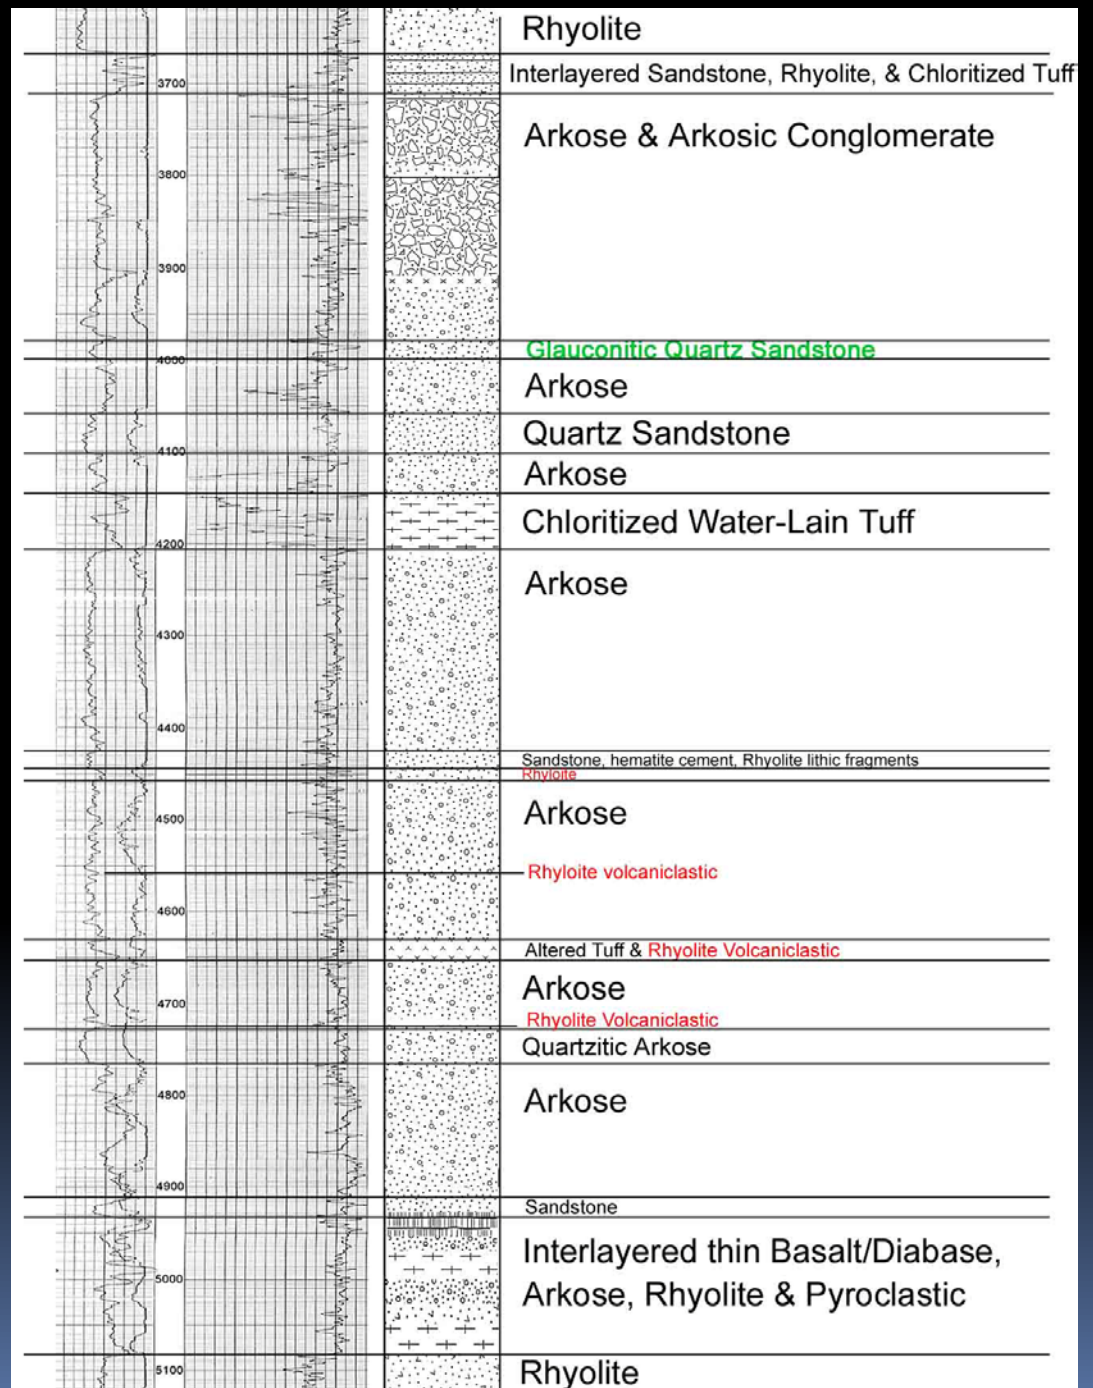 Rhyolite
Interlayered Sandstone, Rhyolite, & Chloritized Tuff
3700
Arkose & Arkosic Conglomerate
3800
3900
Glauconitic Quartz Sandstone
4000
Arkose
Quartz Sandstone
4100
Arkose
Chloritized Water-Lain Tuff
4200
Arkose
4300
4400
Sandstone, hematite cement, Rhyolite lithic fragments
Rhyloite
Arkose
4500
Rhyloite volcaniclastic
4600
Altered Tuff & Rhyolite Volcaniclastic
Arkose
4700
Rhyolite Volcaniclastic
Quartzitic Arkose
4800
Arkose
4900
Sandstone
Interlayered thin Basalt/Diabase,
5000
Arkose, Rhyolite & Pyroclastic
5100
Rhyolite